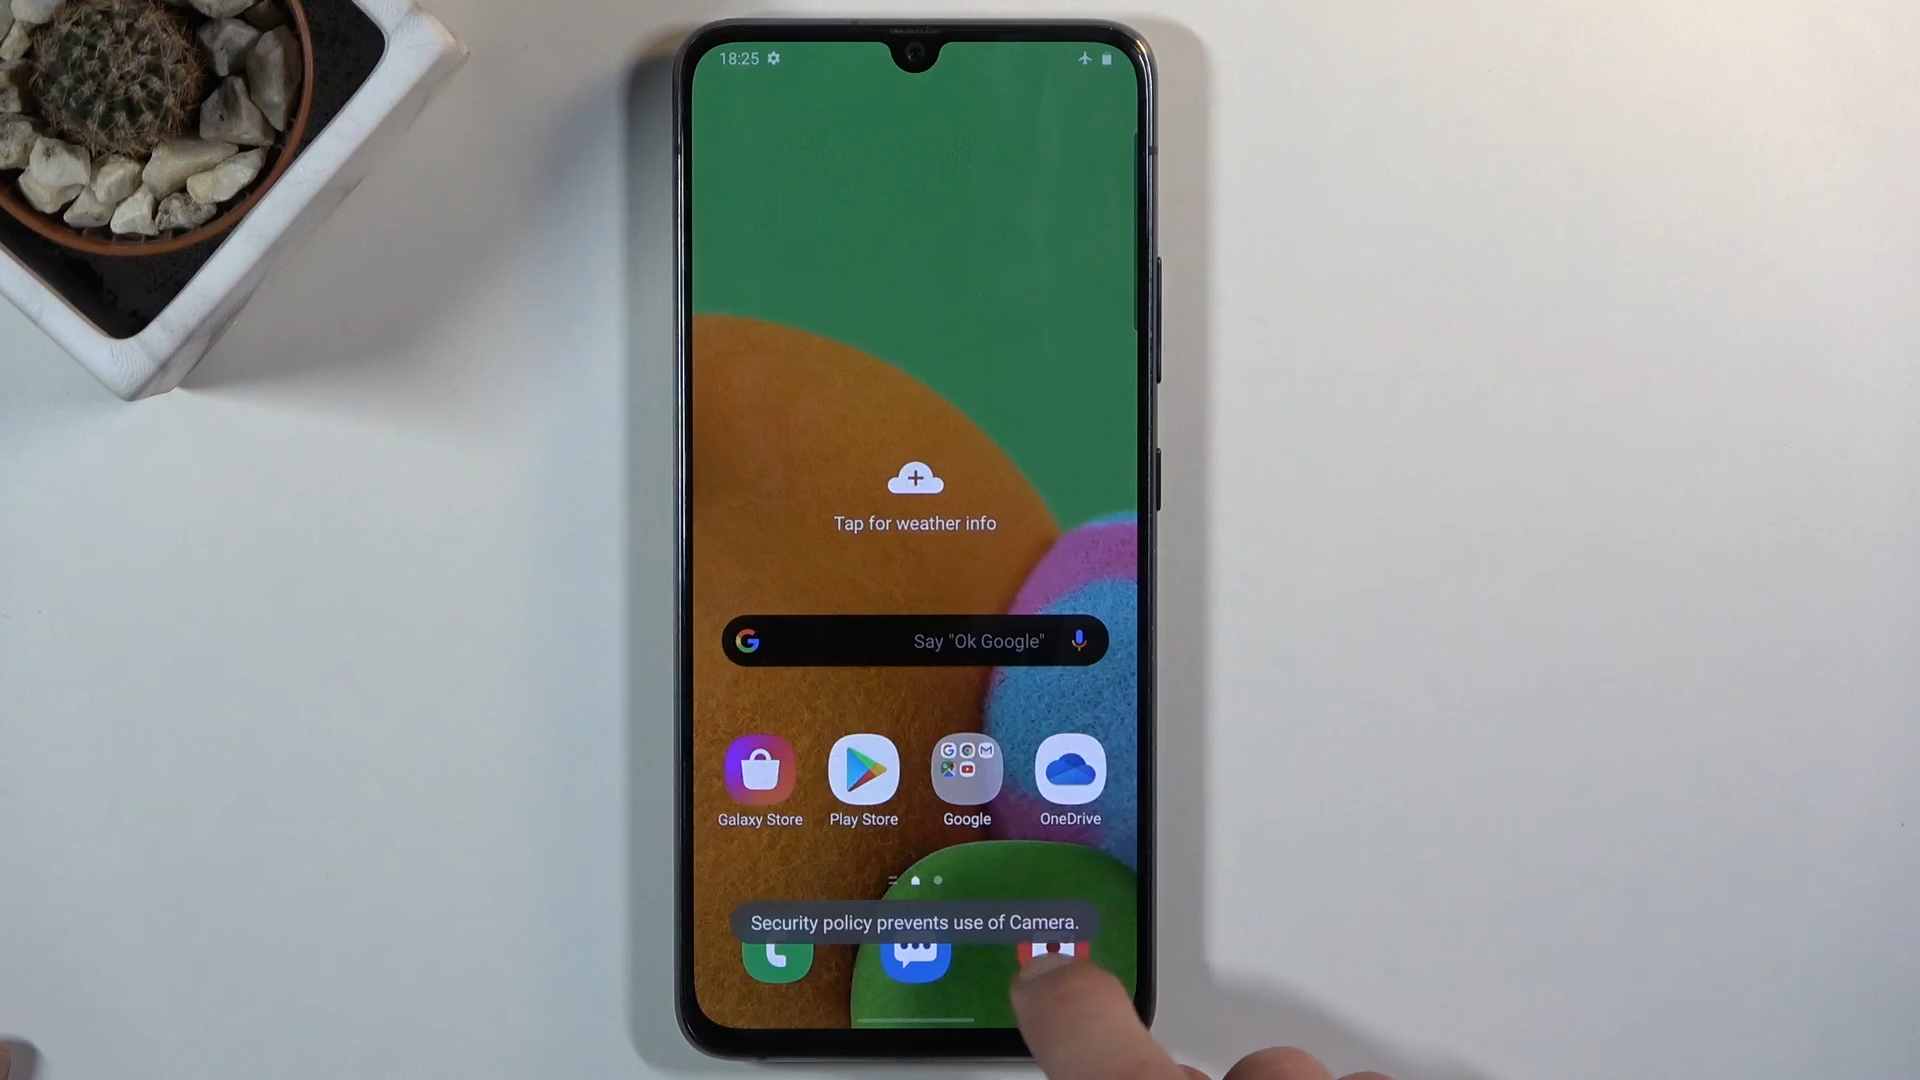 18:25
Tap for weather info
Say "Ok Google"
Galaxy Store
Play Store
Google
OneDrive
Security policy prevents use of Camera.